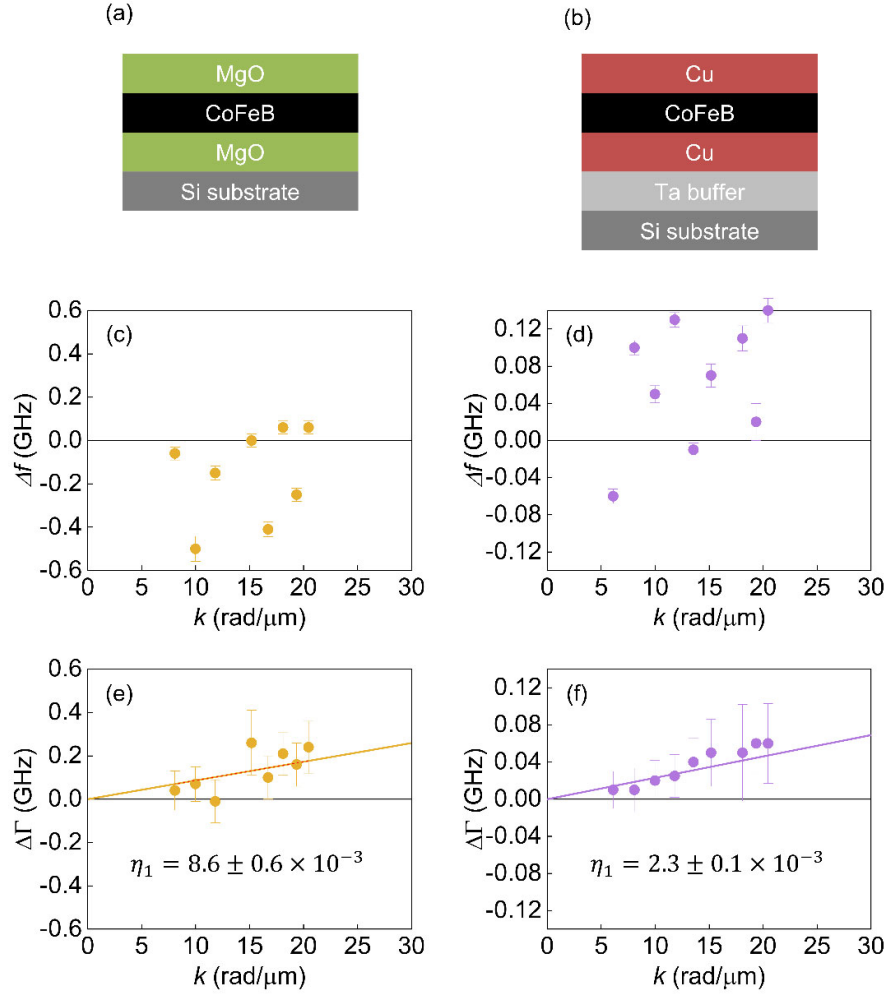 (a)
MgO
CoFeB
MgO
Si substrate
(b)
Cu
CoFeB
Cu
Ta buffer
Si substrate
(c)
0.6
0.4
0.2
0.0
-0.2
-0.4
-0.6
Δf (GHz)
0 5 10 15 20 25 30
k (rad/μm)
(d)
0.12
0.08
0.04
0.00
-0.04
-0.08
-0.12
Δf (GHz)
0 5 10 15 20 25 30
k (rad/μm)
(e)
0.6
0.4
0.2
0.0
-0.2
-0.4
-0.6
ΔΓ (GHz)
η₁ = 8.6 ± 0.6 × 10⁻³
0 5 10 15 20 25 30
k (rad/μm)
(f)
0.12
0.08
0.04
0.00
-0.04
-0.08
-0.12
ΔΓ (GHz)
η₁ = 2.3 ± 0.1 × 10⁻³
0 5 10 15 20 25 30
k (rad/μm)